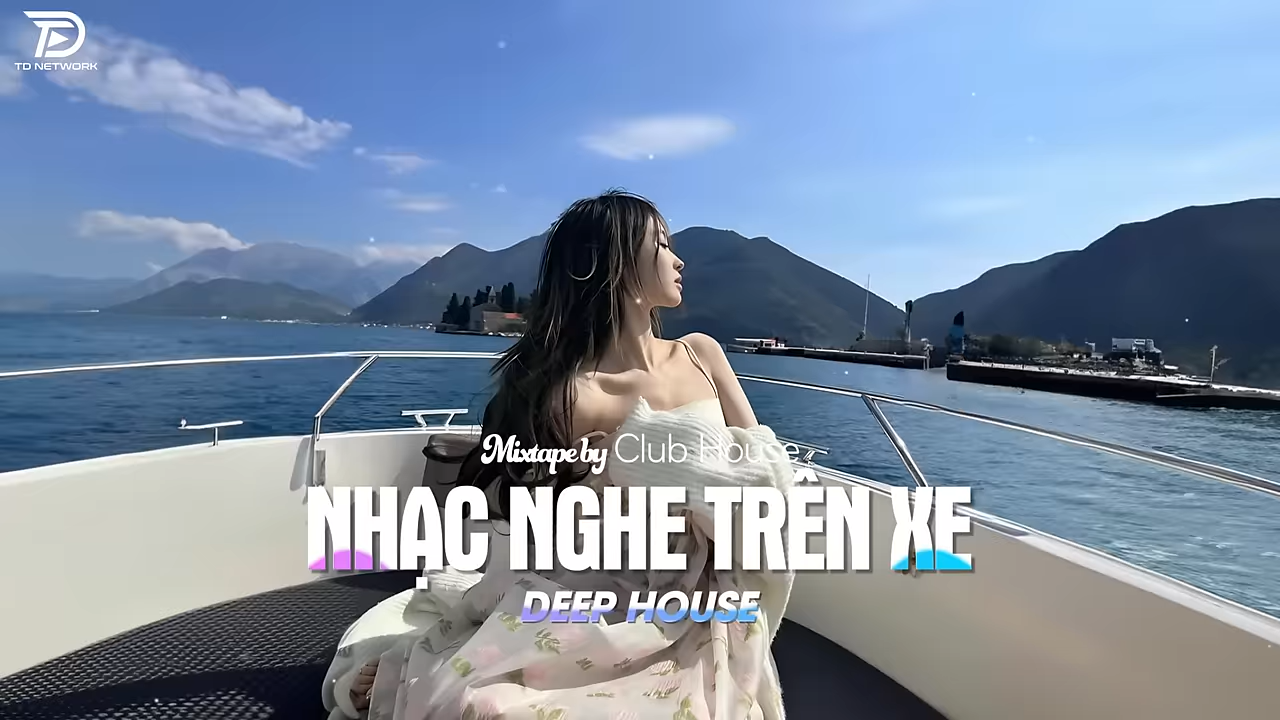 TD NETWORK
Mixtape by Club House
NHẠC NGHE TRÊN XE
DEEP HOUSE